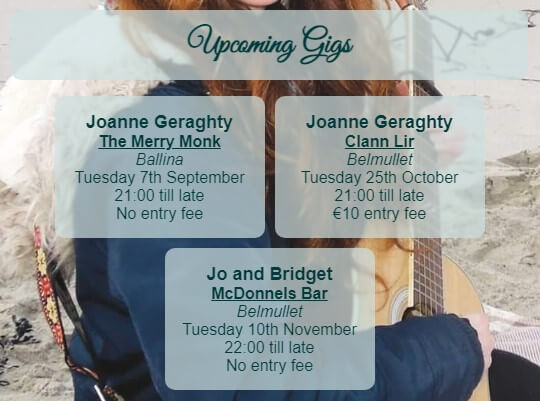 Upcoming Gigs
Joanne Geraghty
The Merry Monk
Ballina
Tuesday 7th September
21:00 till late
No entry fee
Joanne Geraghty
Clann Lir
Belmullet
Tuesday 25th October
21:00 till late
€10 entry fee
Jo and Bridget
McDonnels Bar
Belmullet
Tuesday 10th November
22:00 till late
No entry fee